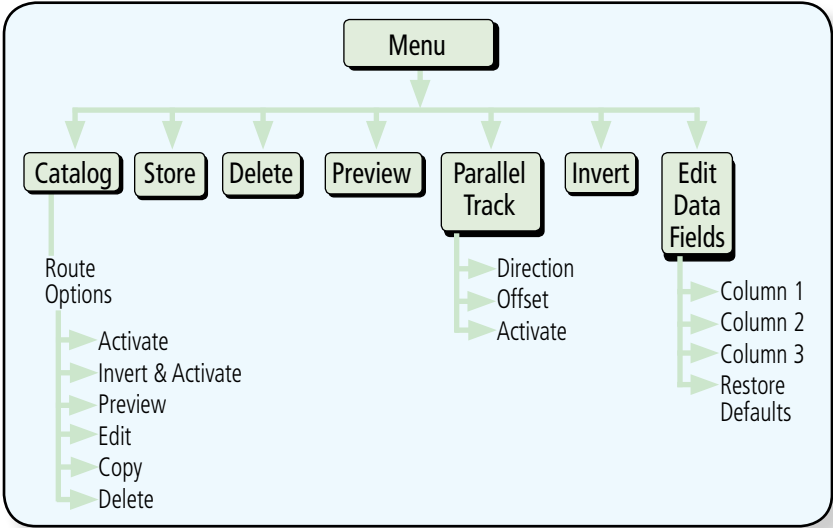 Menu
Catalog
Store
Delete
Preview
Parallel
Track
Invert
Edit
Data
Fields
Route
Options
Activate
Invert & Activate
Preview
Edit
Copy
Delete
Direction
Offset
Activate
Column 1
Column 2
Column 3
Restore
Defaults